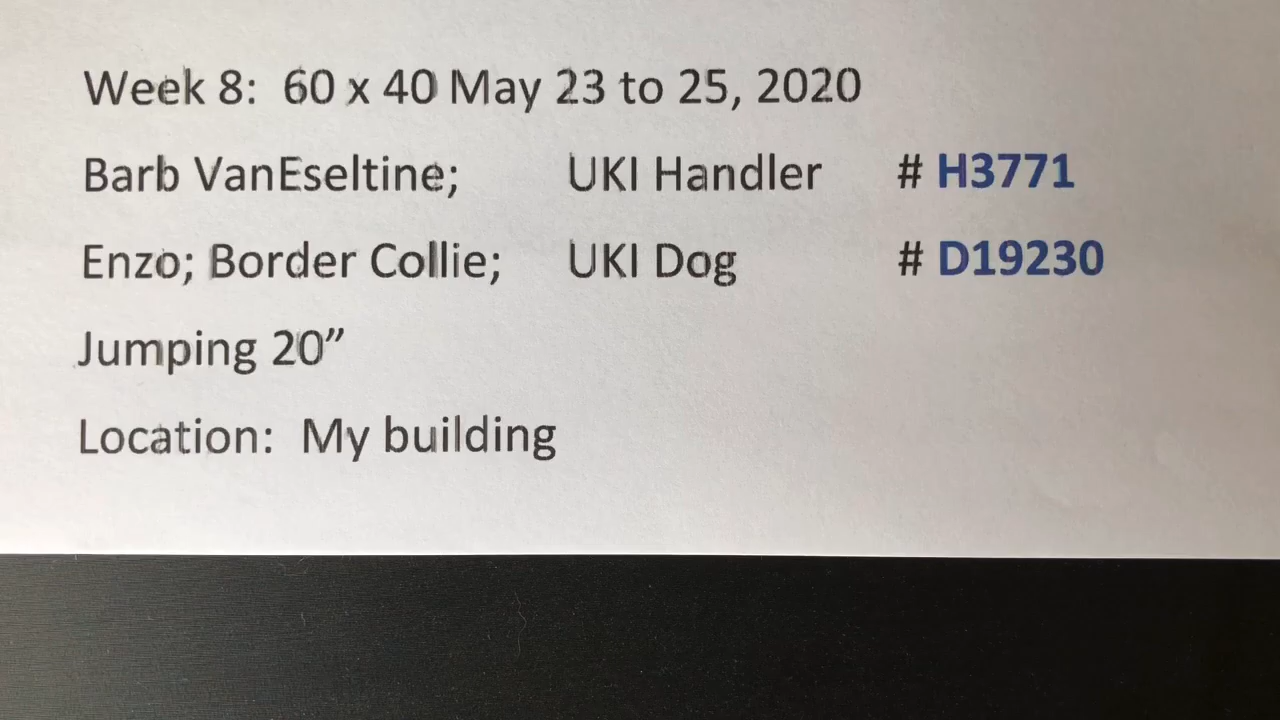 Week 8: 60 x 40 May 23 to 25, 2020
Barb VanEseltine; UKI Handler # H3771
Enzo; Border Collie; UKI Dog # D19230
Jumping 20”
Location: My building